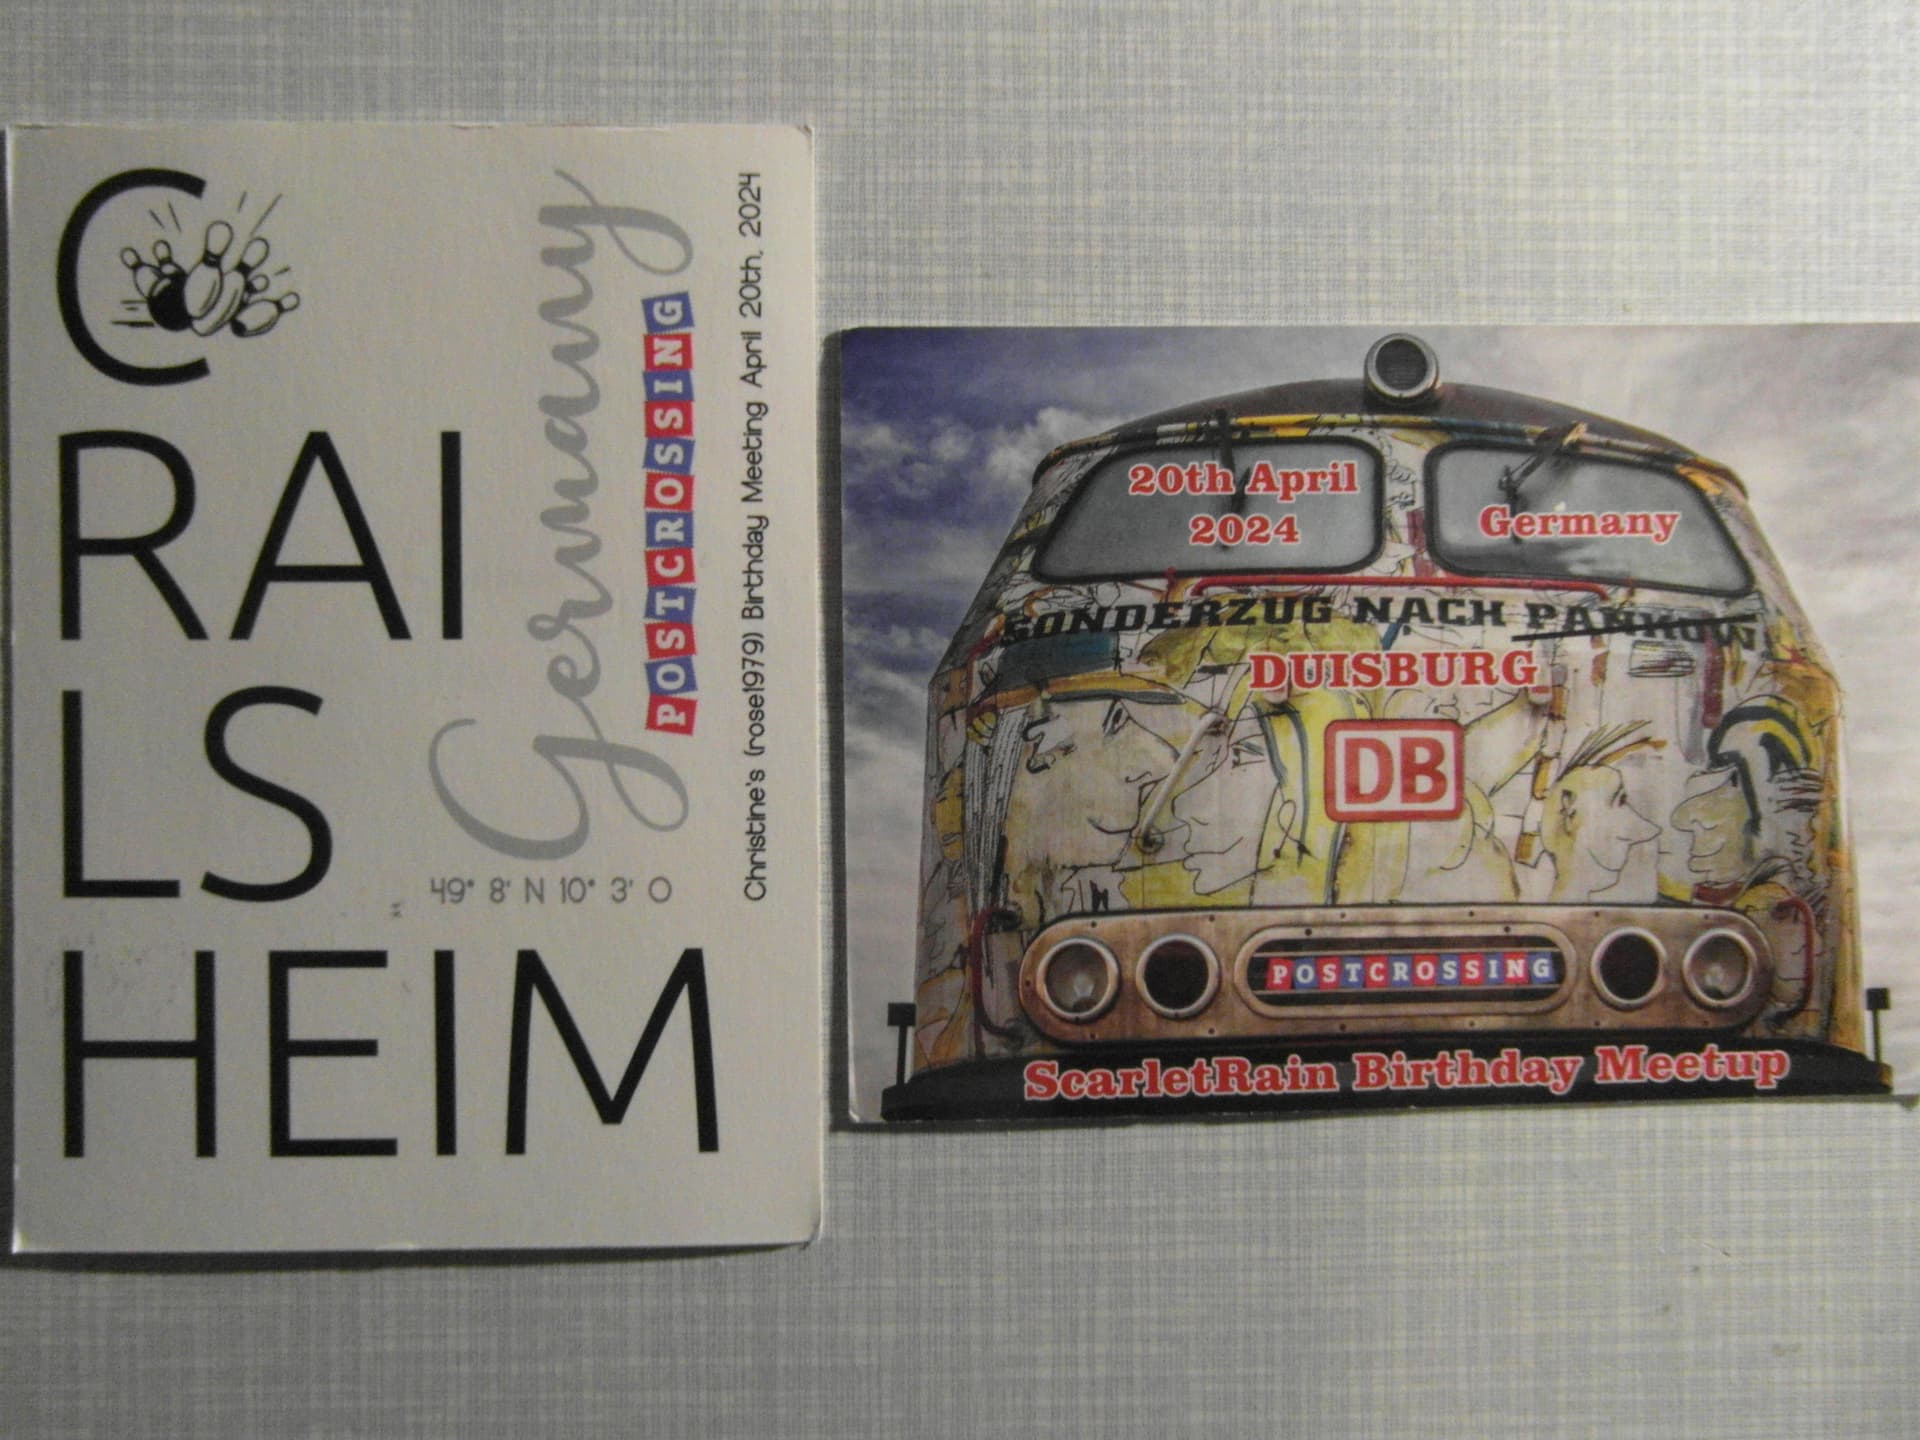 C
RAI
LS
HEIM
Germany
POSTCROSSING
49° 8' N 10° 3' O
Christine's (rose1979) Birthday Meeting April 20th, 2024
20th April
2024
Germany
SONDERZUG NACH PANKOW
DUISBURG
DB
POSTCROSSING
ScarletRain Birthday Meetup